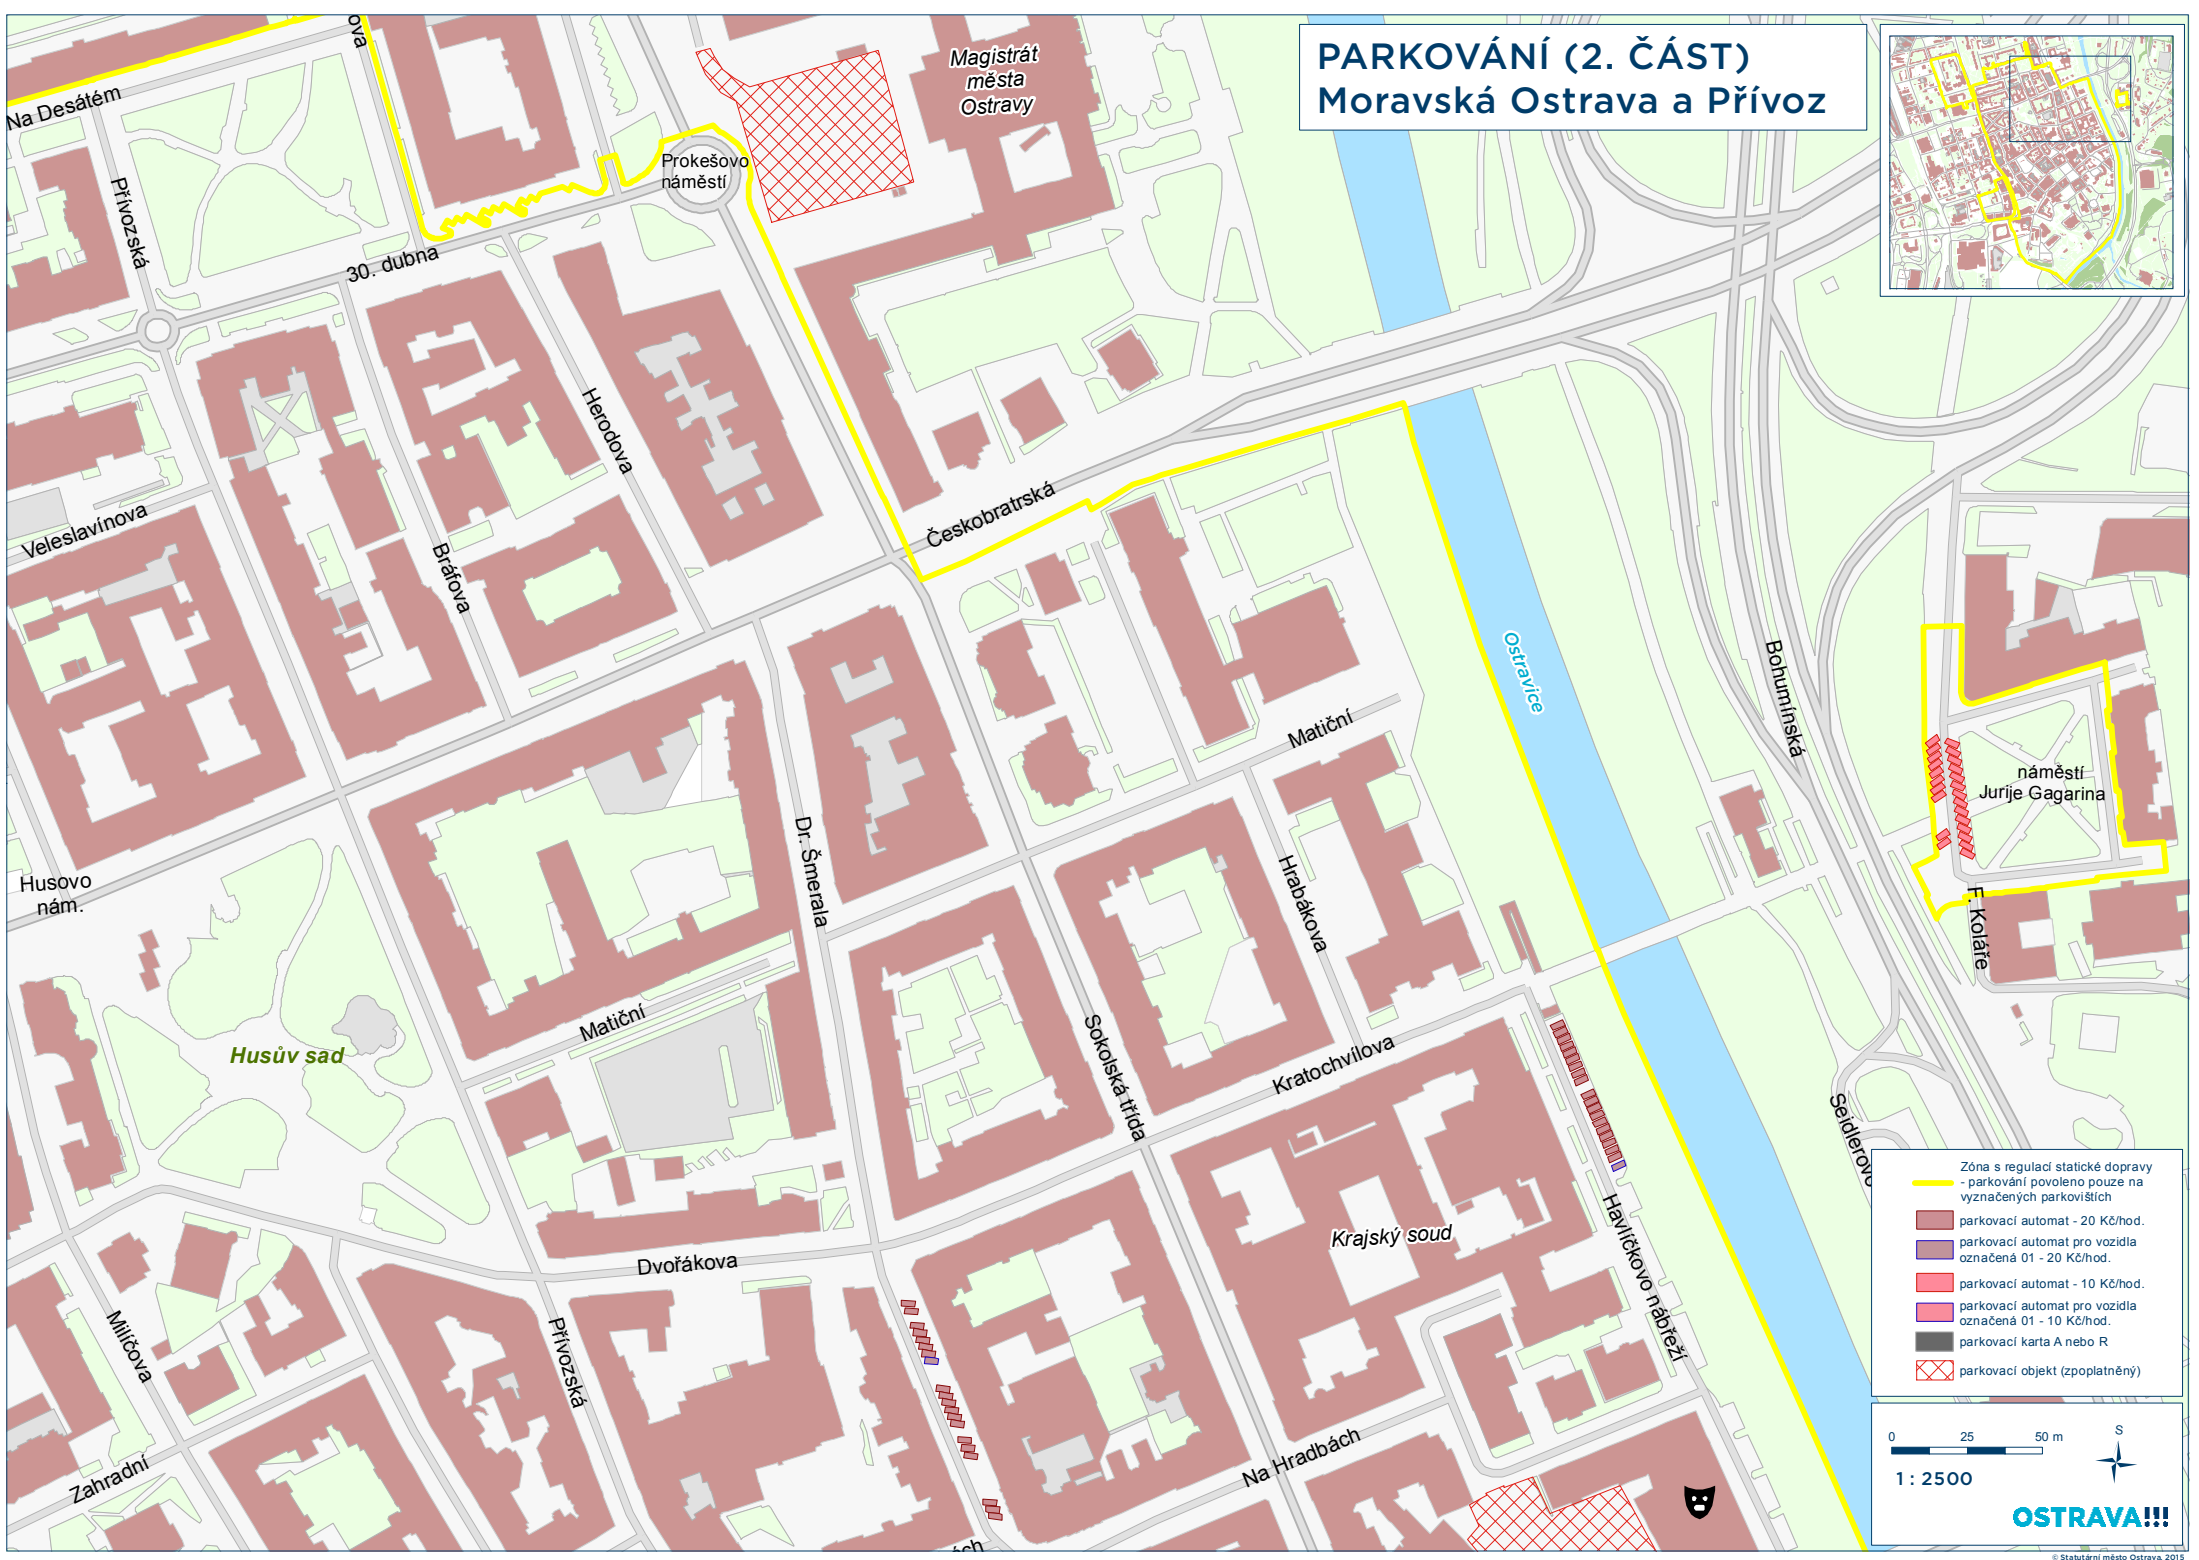 PARKOVÁNÍ (2. ČÁST)
Moravská Ostrava a Přívoz
Magistrát
města
Ostravy
Na Desátém
Prokešovo
náměstí
Přívozská
30. dubna
Herodova
Českobratrská
Veleslavínova
Bráfova
Ostravice
Bohumínská
Matiční
náměstí
Jurije Gagarina
Husovo
nám.
Dr. Šmerala
Hrabákova
F. Koláře
Matiční
Husův sad
Sokolská třída
Kratochvílova
Seidlerovo
Krajský soud
Havlíčkovo nábřeží
Dvořákova
Milíčova
Přívozská
Na Hradbách
Zahradní
Zóna s regulací statické dopravy
- parkování povoleno pouze na
vyznačených parkovištích
parkovací automat - 20 Kč/hod.
parkovací automat pro vozidla
označená 01 - 20 Kč/hod.
parkovací automat - 10 Kč/hod.
parkovací automat pro vozidla
označená 01 - 10 Kč/hod.
parkovací karta A nebo R
parkovací objekt (zpoplatněný)
0 25 50 m
S
1 : 2500
OSTRAVA!!!
© Statutární město Ostrava, 2015